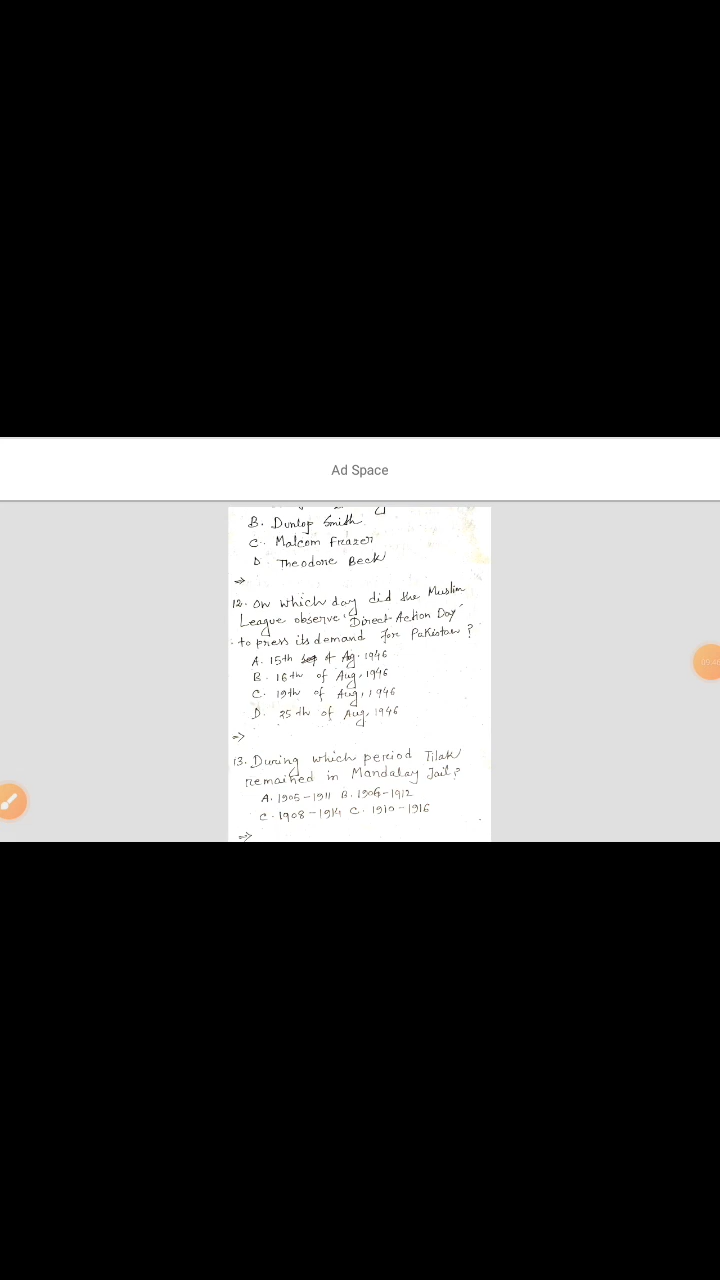 Ad Space
B. Dunlop Smith
C. Malcom Frazer
D. Theodore Beck
⇒
12. On which day did the Muslim
League observe "Direct Action Day"
to press its demand for Pakistan ?
A. 15th of Ag. 1946
B. 16th of Aug, 1946
C. 19th of Aug, 1946
D. 25th of Aug, 1946
⇒
13. During which period Tilak
remained in Mandalay Jail?
A. 1905-1911 B. 1906-1912
C. 1908-1914 C. 1910-1916
⇒